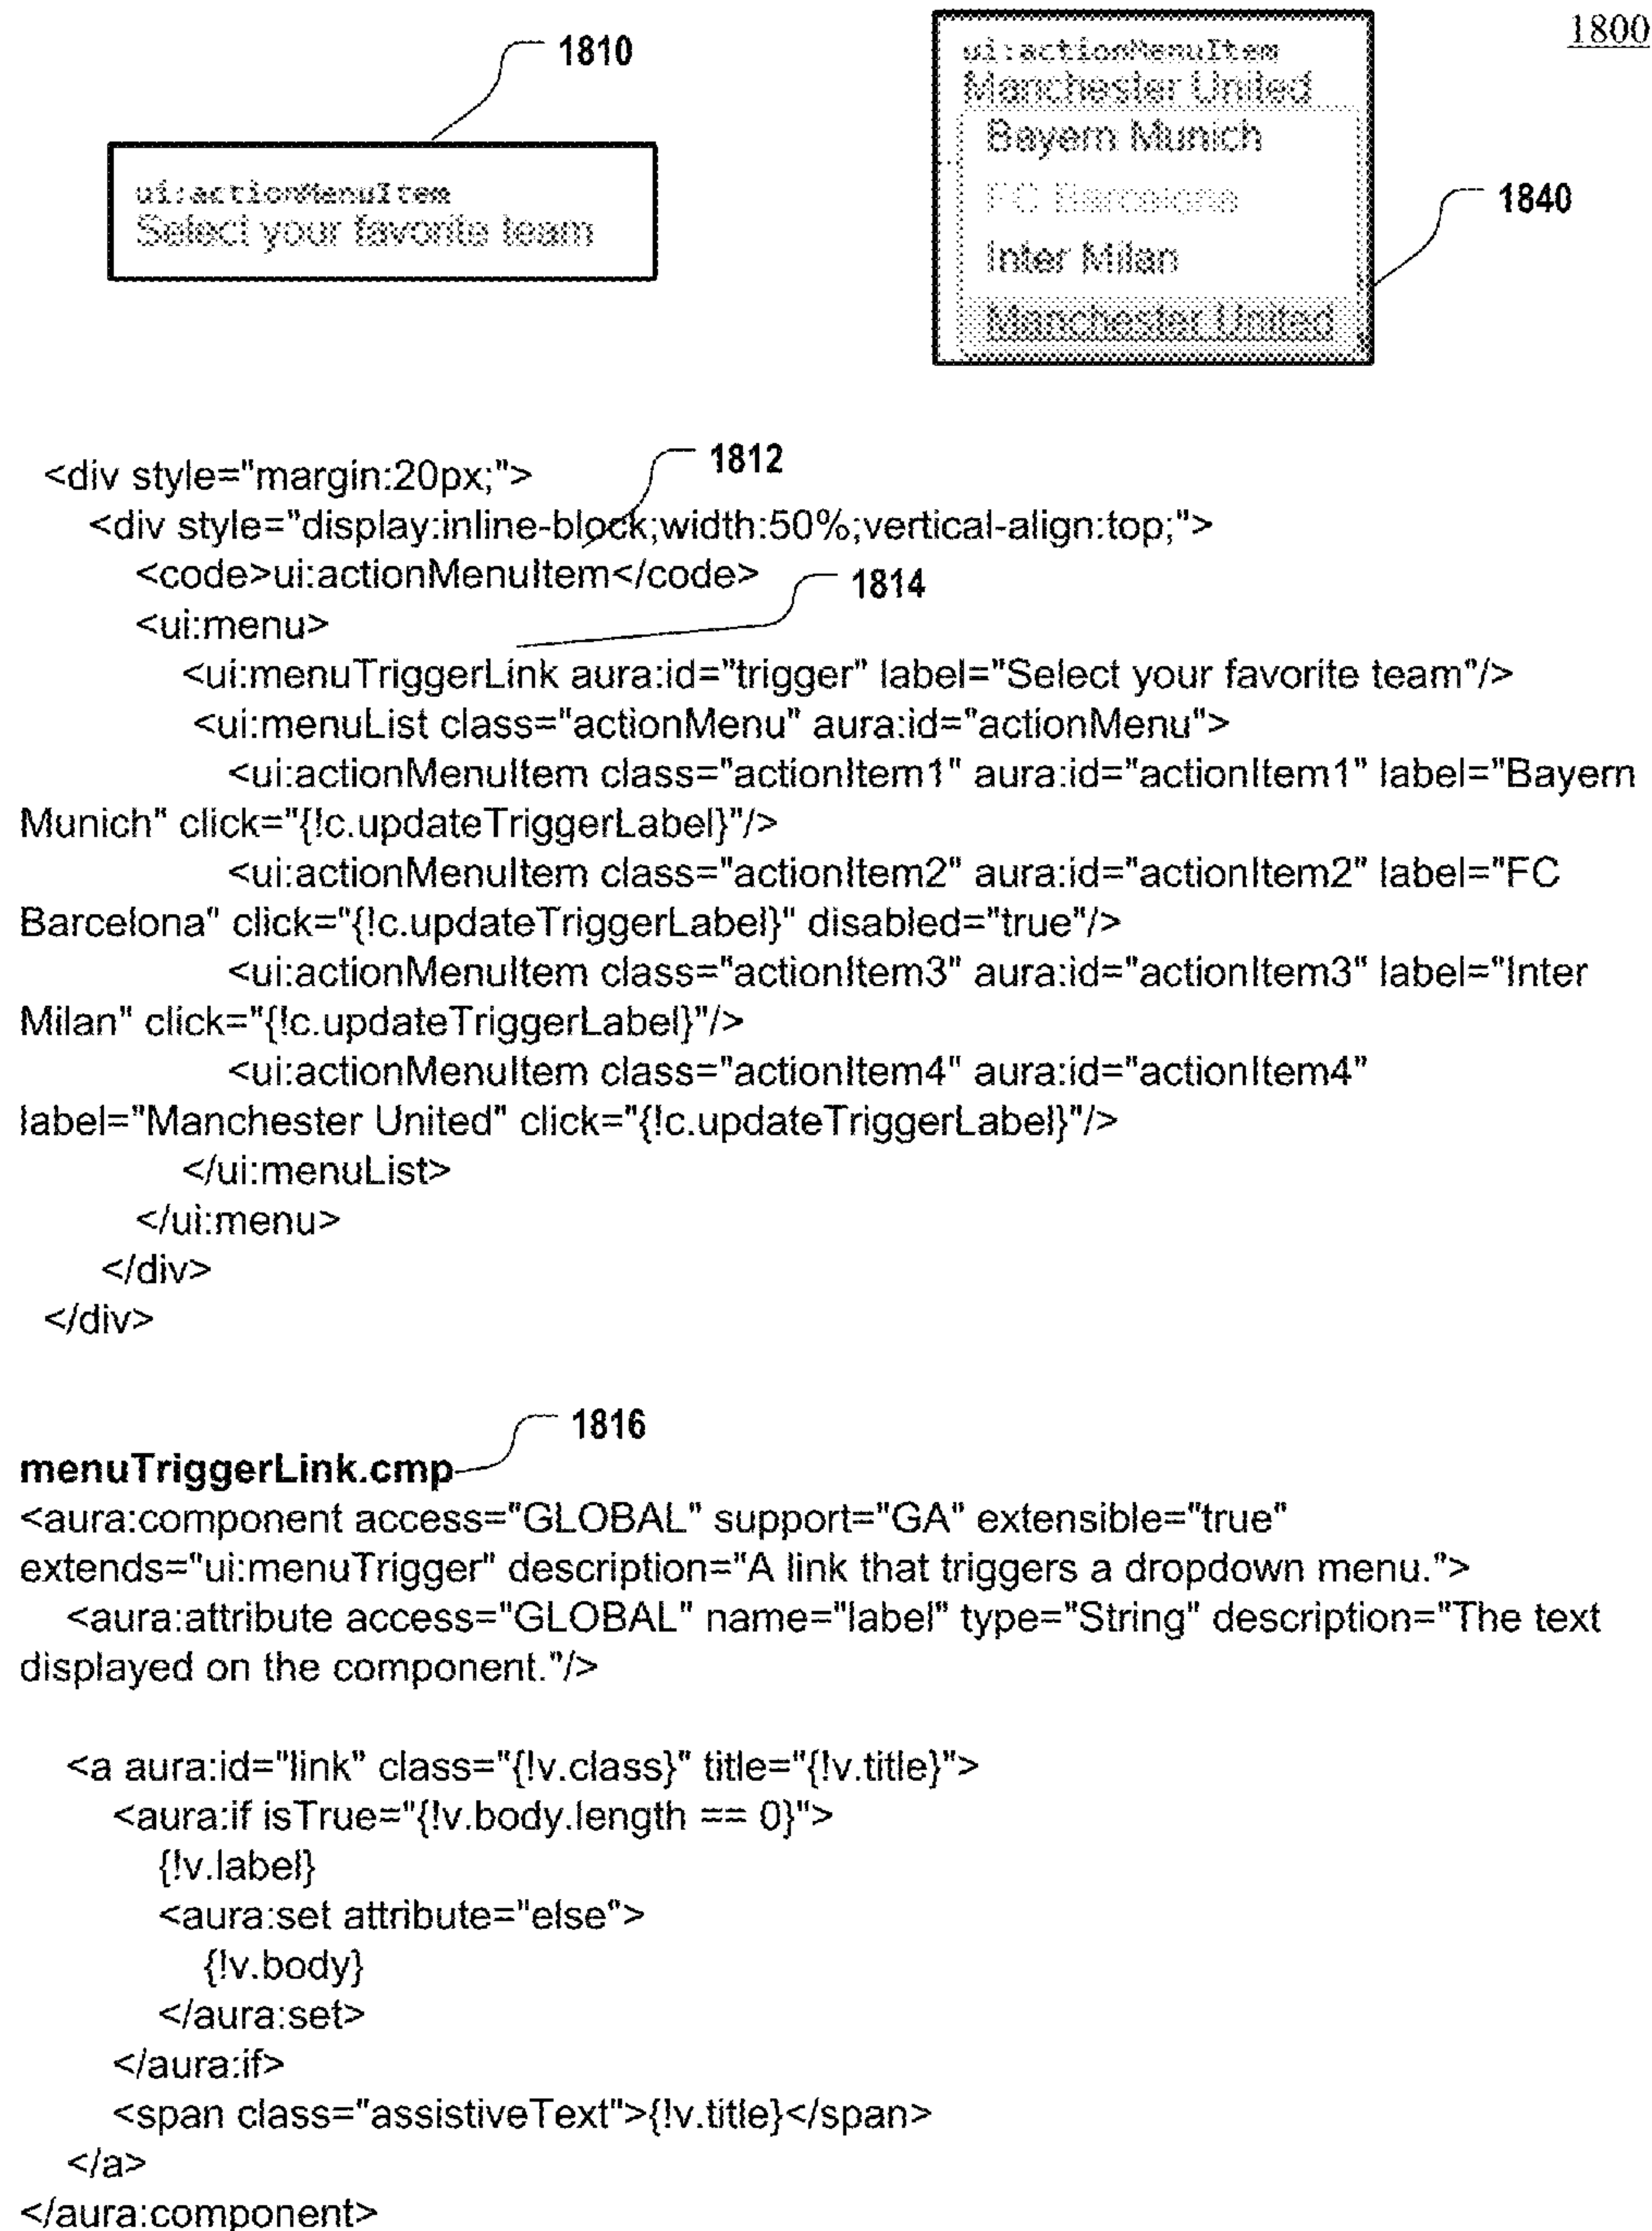 1800
1810
ui:actionMenuItem
Select your favorite team
ui:actionMenuItem
Manchester United
Bayern Munich
FC Barcelona
Inter Milan
Manchester United
1840
1812
<div style="margin:20px;">
<div style="display:inline-block;width:50%;vertical-align:top;">
<code>ui:actionMenuItem</code>
1814
<ui:menu>
<ui:menuTriggerLink aura:id="trigger" label="Select your favorite team"/>
<ui:menuList class="actionMenu" aura:id="actionMenu">
<ui:actionMenuItem class="actionItem1" aura:id="actionItem1" label="Bayern
Munich" click="{!c.updateTriggerLabel}"/>
<ui:actionMenuItem class="actionItem2" aura:id="actionItem2" label="FC
Barcelona" click="{!c.updateTriggerLabel}" disabled="true"/>
<ui:actionMenuItem class="actionItem3" aura:id="actionItem3" label="Inter
Milan" click="{!c.updateTriggerLabel}"/>
<ui:actionMenuItem class="actionItem4" aura:id="actionItem4"
label="Manchester United" click="{!c.updateTriggerLabel}"/>
</ui:menuList>
</ui:menu>
</div>
</div>
1816
menuTriggerLink.cmp
<aura:component access="GLOBAL" support="GA" extensible="true"
extends="ui:menuTrigger" description="A link that triggers a dropdown menu.">
<aura:attribute access="GLOBAL" name="label" type="String" description="The text
displayed on the component."/>
<a aura:id="link" class="{!v.class}" title="{!v.title}">
<aura:if isTrue="{!v.body.length == 0}">
{!v.label}
<aura:set attribute="else">
{!v.body}
</aura:set>
</aura:if>
<span class="assistiveText">{!v.title}</span>
</a>
</aura:component>